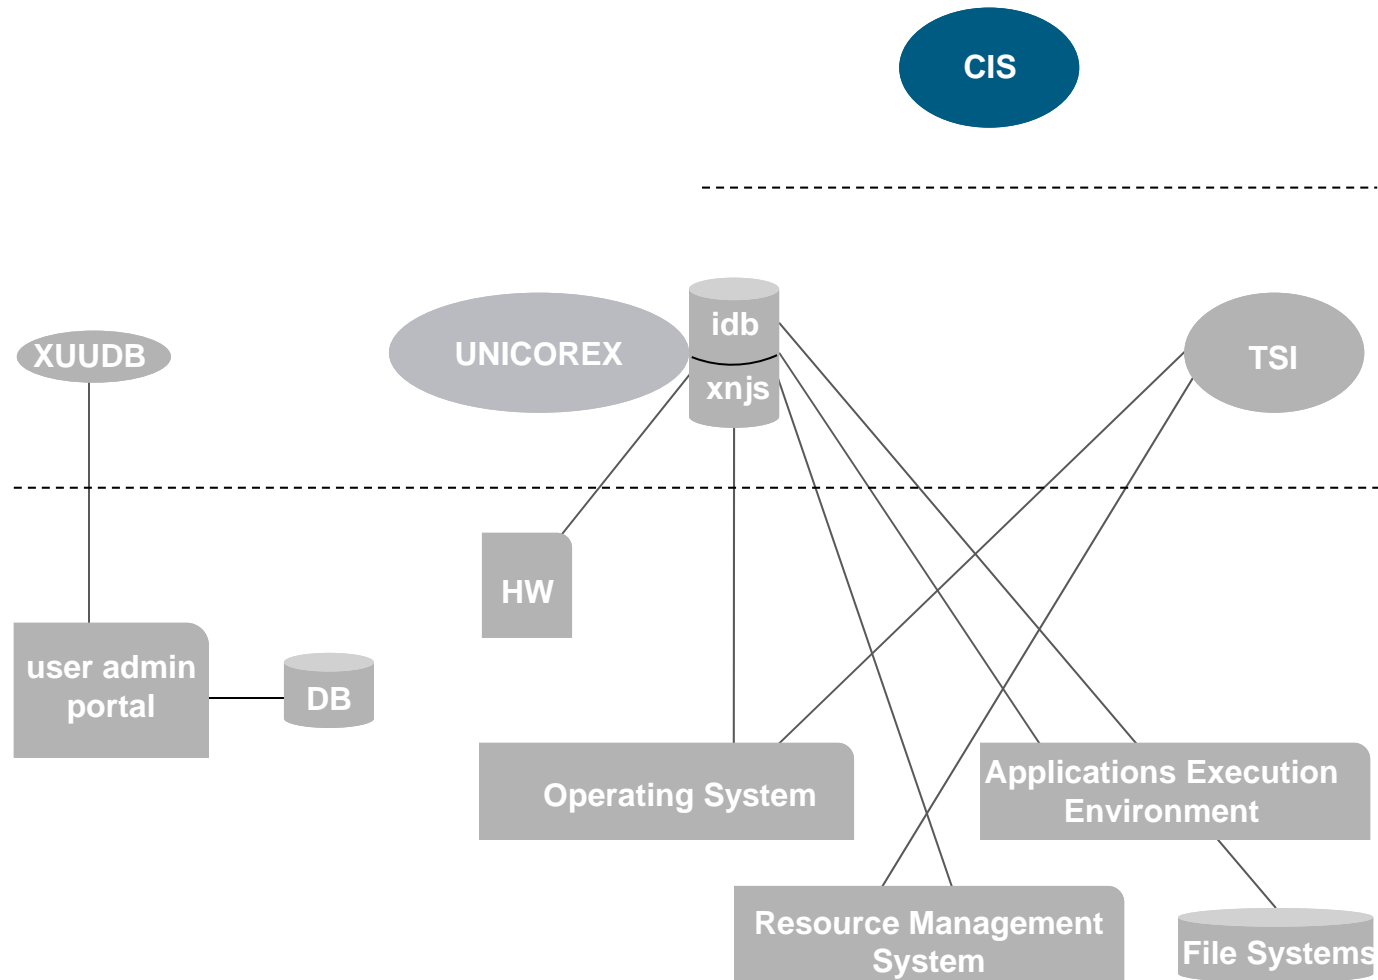 CIS
idb
UNICOREX
XUUDB
TSI
xnjs
HW
user admin
portal
DB
Operating System
Applications Execution
Environment
Resource Management
System
File Systems